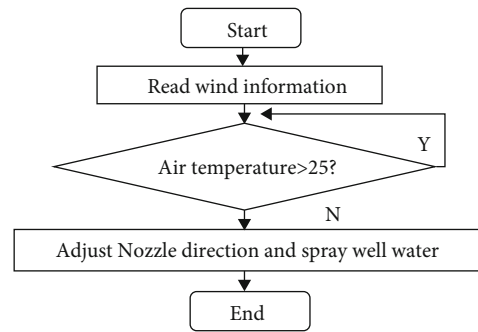 Start
Read wind information
Y
Air temperature>25?
N
Adjust Nozzle direction and spray well water
End